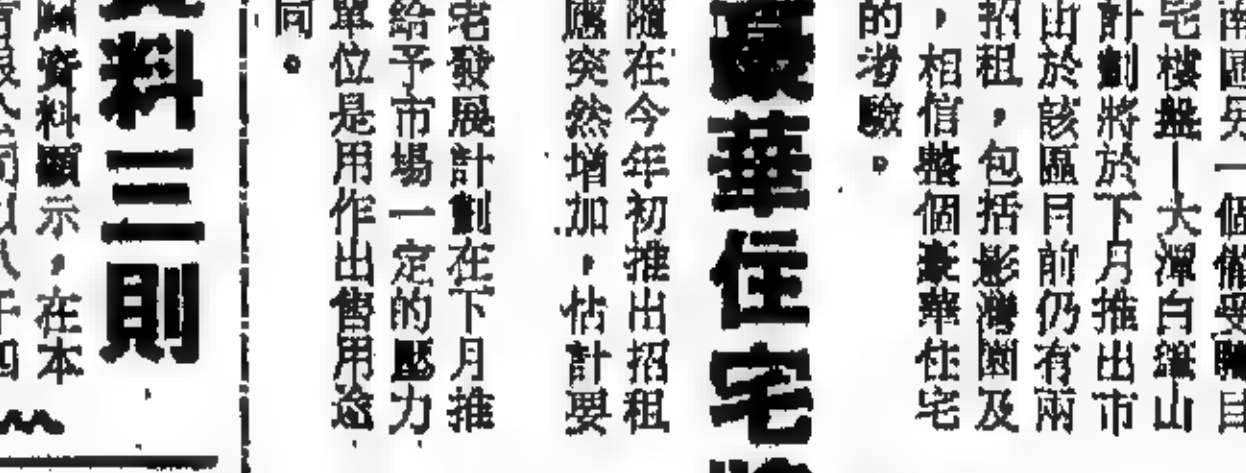 南區另一個備受矚目
宅樓盤—大潭白筆山
計劃將於下月推出市
由於該區目前仍有兩
招租，包括影灣園及
，相信整個豪華住宅
的考驗。
豪華住宅
隨在今年初推出招租
應突然增加，估計要
宅發展計劃在下月推
給予市場一定的壓力
單位是用作出售用途
同。
料三則
資料顯示，在本